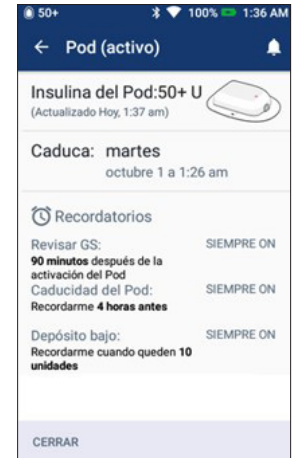 50+ 100% 1:36 AM
Pod (activo)
Insulina del Pod:50+ U
(Actualizado Hoy, 1:37 am)
Caduca: martes
octubre 1 a 1:26 am
Recordatorios
Revisar GS: SIEMPRE ON
90 minutos después de la
activación del Pod
Caducidad del Pod: SIEMPRE ON
Recordarme 4 horas antes
Depósito bajo: SIEMPRE ON
Recordarme cuando queden 10
unidades
CERRAR